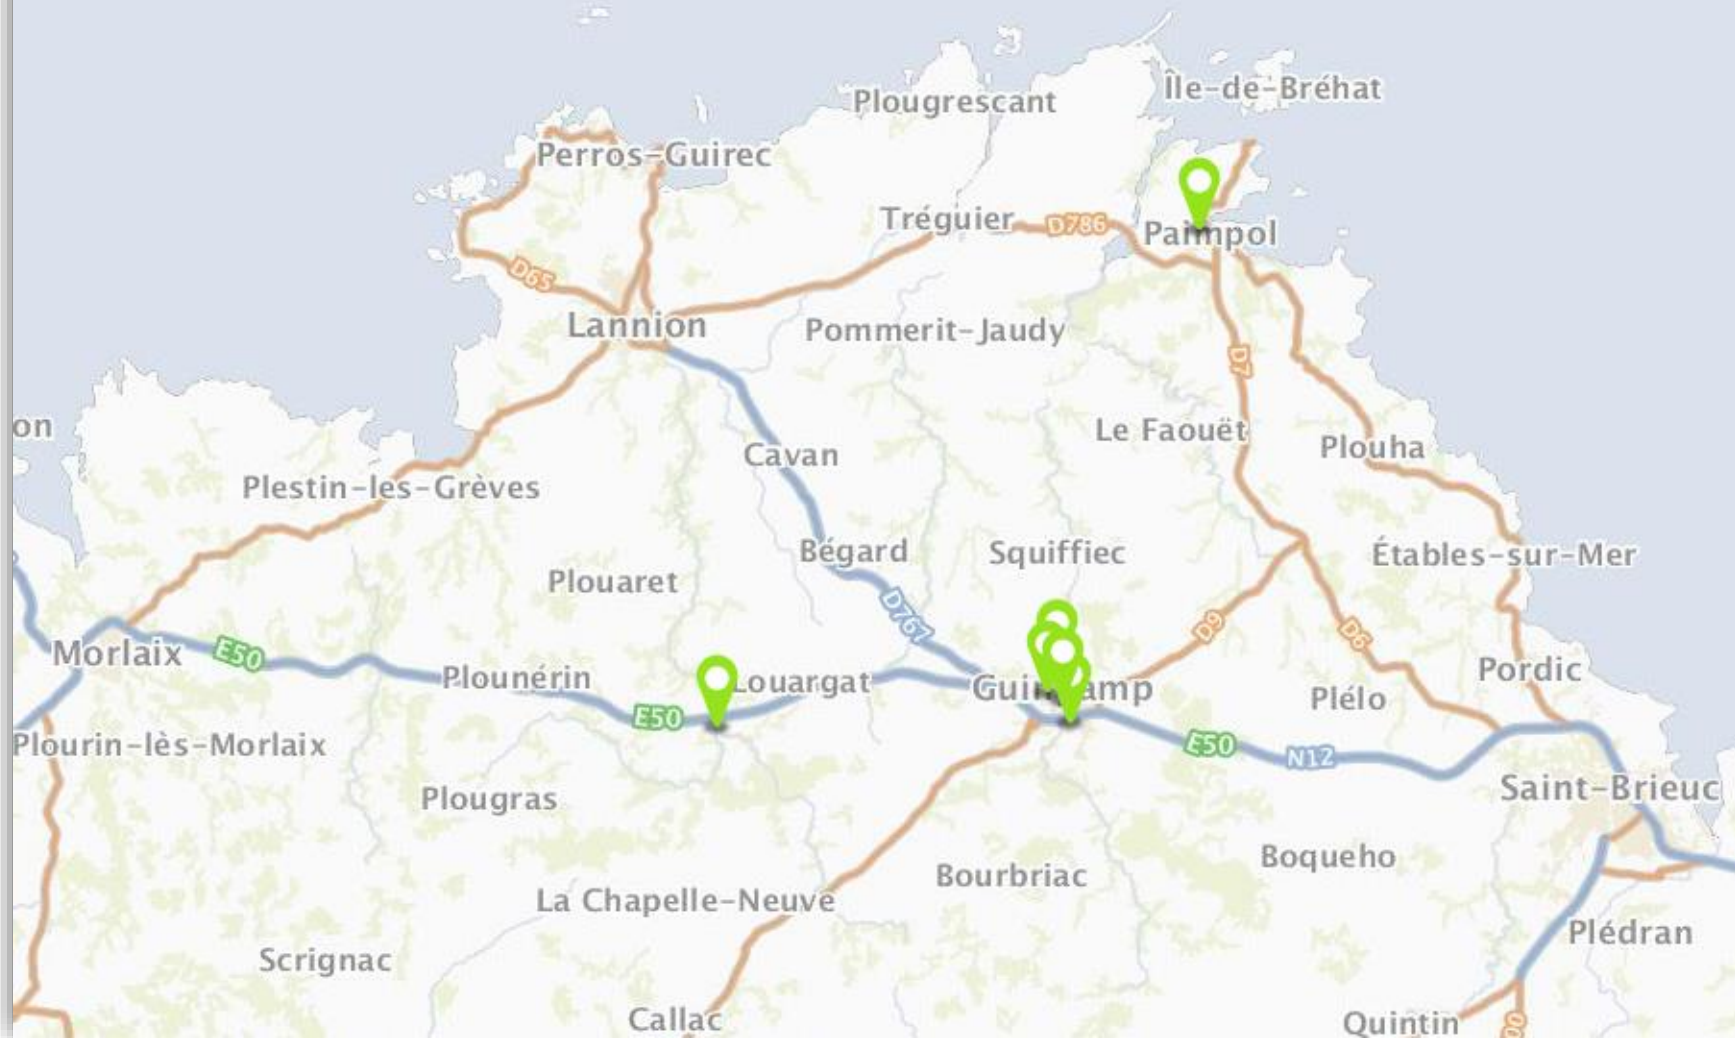 Île-de-Bréhat
Plougrescant
Perros-Guirec
Tréguier
D786
Paimpol
D65
Lannion
Pommerit-Jaudy
D7
on
Le Faouët
Plouha
Cavan
Plestin-les-Grèves
Bégard
Squiffiec
Étables-sur-Mer
Plouaret
D767
D9
D6
Morlaix
E50
Plounérin
Louargat
Guingamp
Pordic
Plélo
E50
Plourin-lès-Morlaix
E50
N12
Plougras
Saint-Brieuc
Boqueho
Bourbriac
La Chapelle-Neuve
Plédran
Scrignac
Callac
Quintin